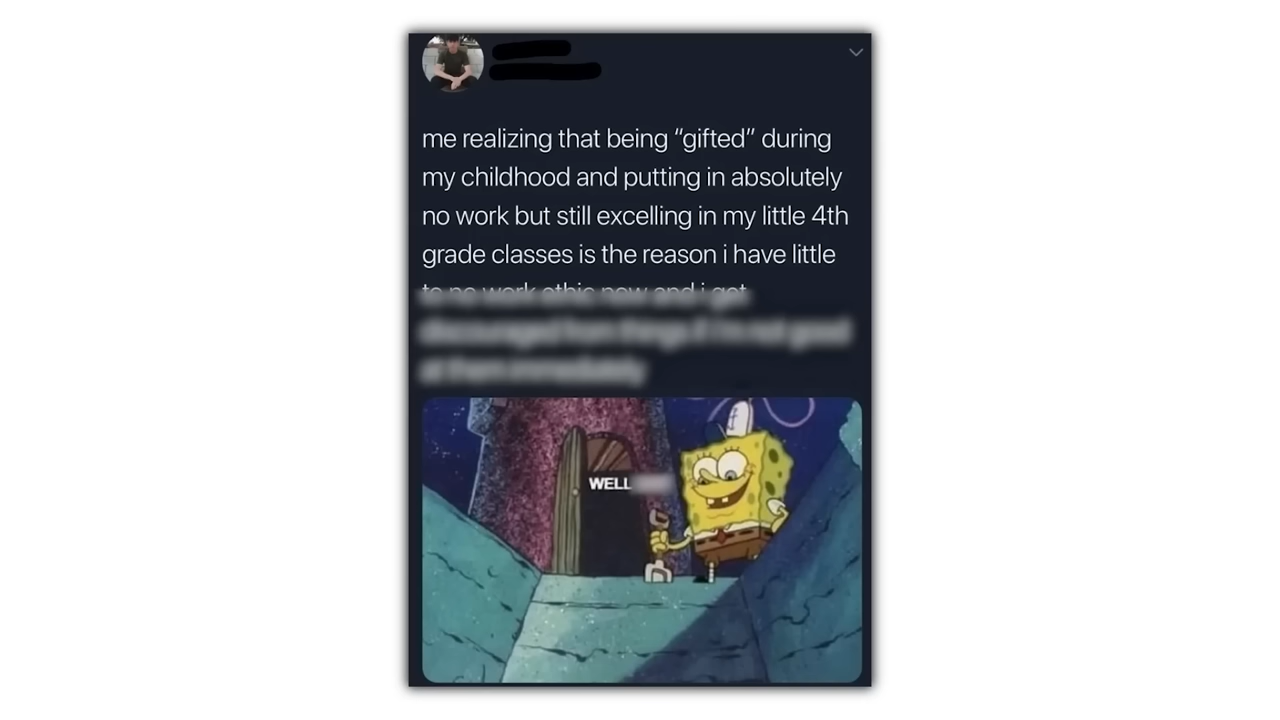 me realizing that being “gifted” during
my childhood and putting in absolutely
no work but still excelling in my little 4th
grade classes is the reason i have little
to no work ethic now and i get
WELL